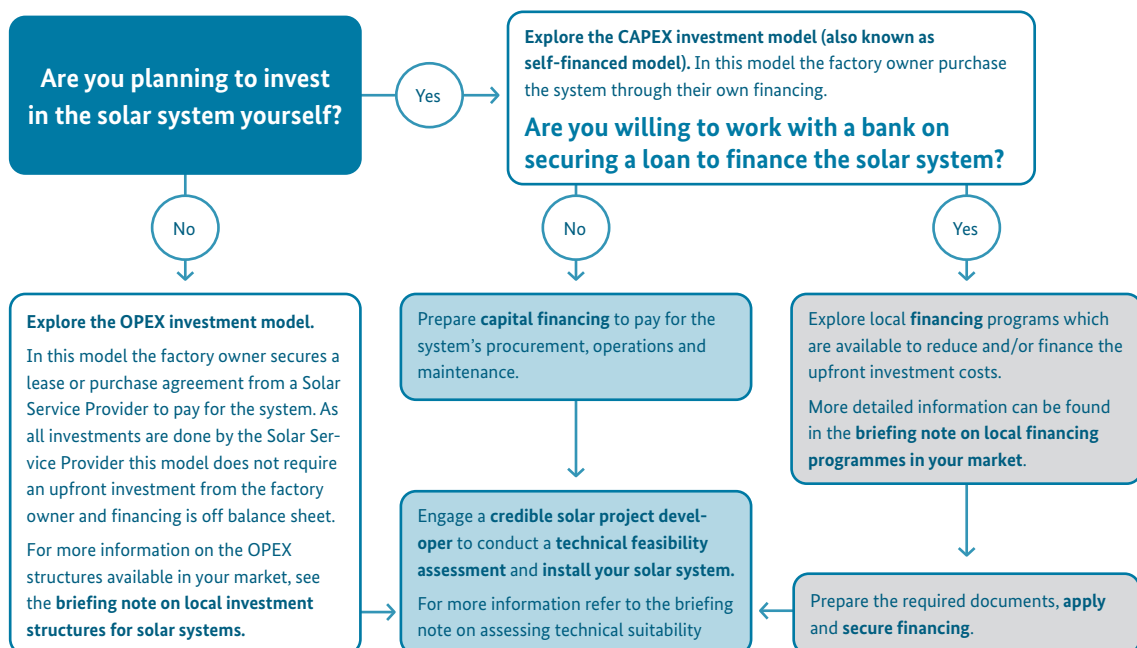 Are you planning to invest
in the solar system yourself?
Yes
Explore the CAPEX investment model (also known as
self-financed model). In this model the factory owner purchase
the system through their own financing.
Are you willing to work with a bank on
securing a loan to finance the solar system?
No
No
Yes
Explore the OPEX investment model.
In this model the factory owner secures a
lease or purchase agreement from a Solar
Service Provider to pay for the system. As
all investments are done by the Solar Ser-
vice Provider this model does not require
an upfront investment from the factory
owner and financing is off balance sheet.
For more information on the OPEX
structures available in your market, see
the briefing note on local investment
structures for solar systems.
Prepare capital financing to pay for the
system's procurement, operations and
maintenance.
Engage a credible solar project devel-
oper to conduct a technical feasibility
assessment and install your solar system.
For more information refer to the briefing
note on assessing technical suitability
Explore local financing programs which
are available to reduce and/or finance the
upfront investment costs.
More detailed information can be found
in the briefing note on local financing
programmes in your market.
Prepare the required documents, apply
and secure financing.